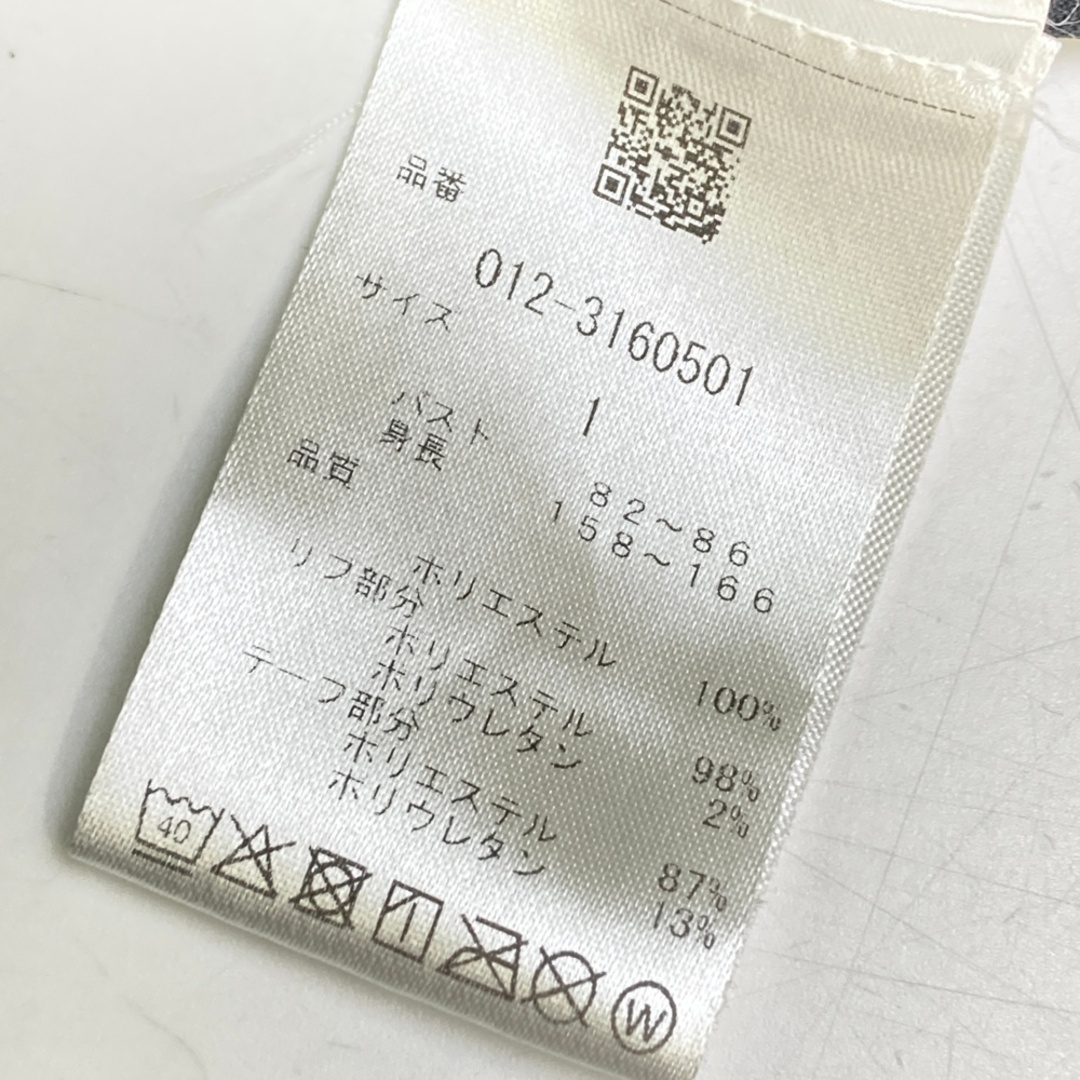 品番
012-3160501
サイズ
1
バスト 82～86
身長 158～166
品質
ポリエステル 100%
リブ部分
ポリエステル 98%
ポリウレタン 2%
テープ部分
ポリエステル 87%
ポリウレタン 13%
40
W